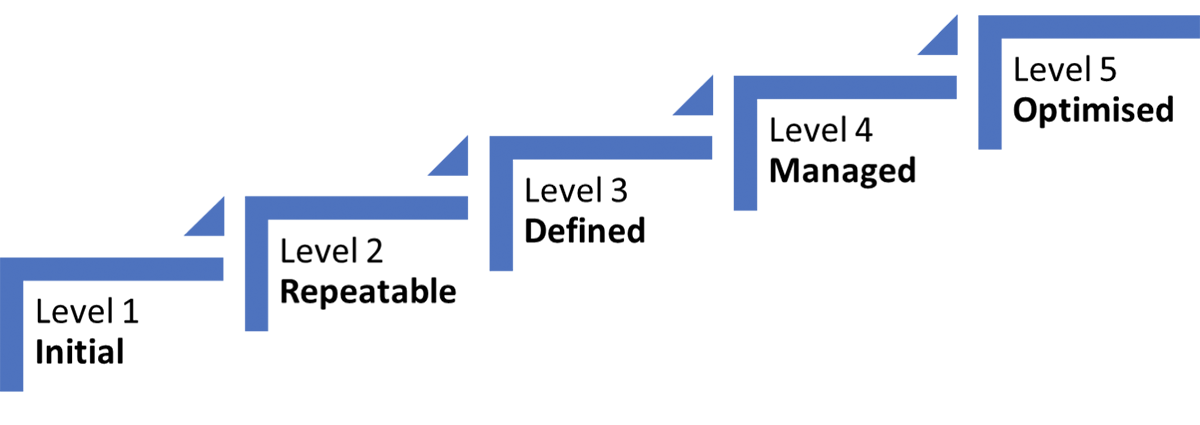 Level 1
Initial
Level 2
Repeatable
Level 3
Defined
Level 4
Managed
Level 5
Optimised